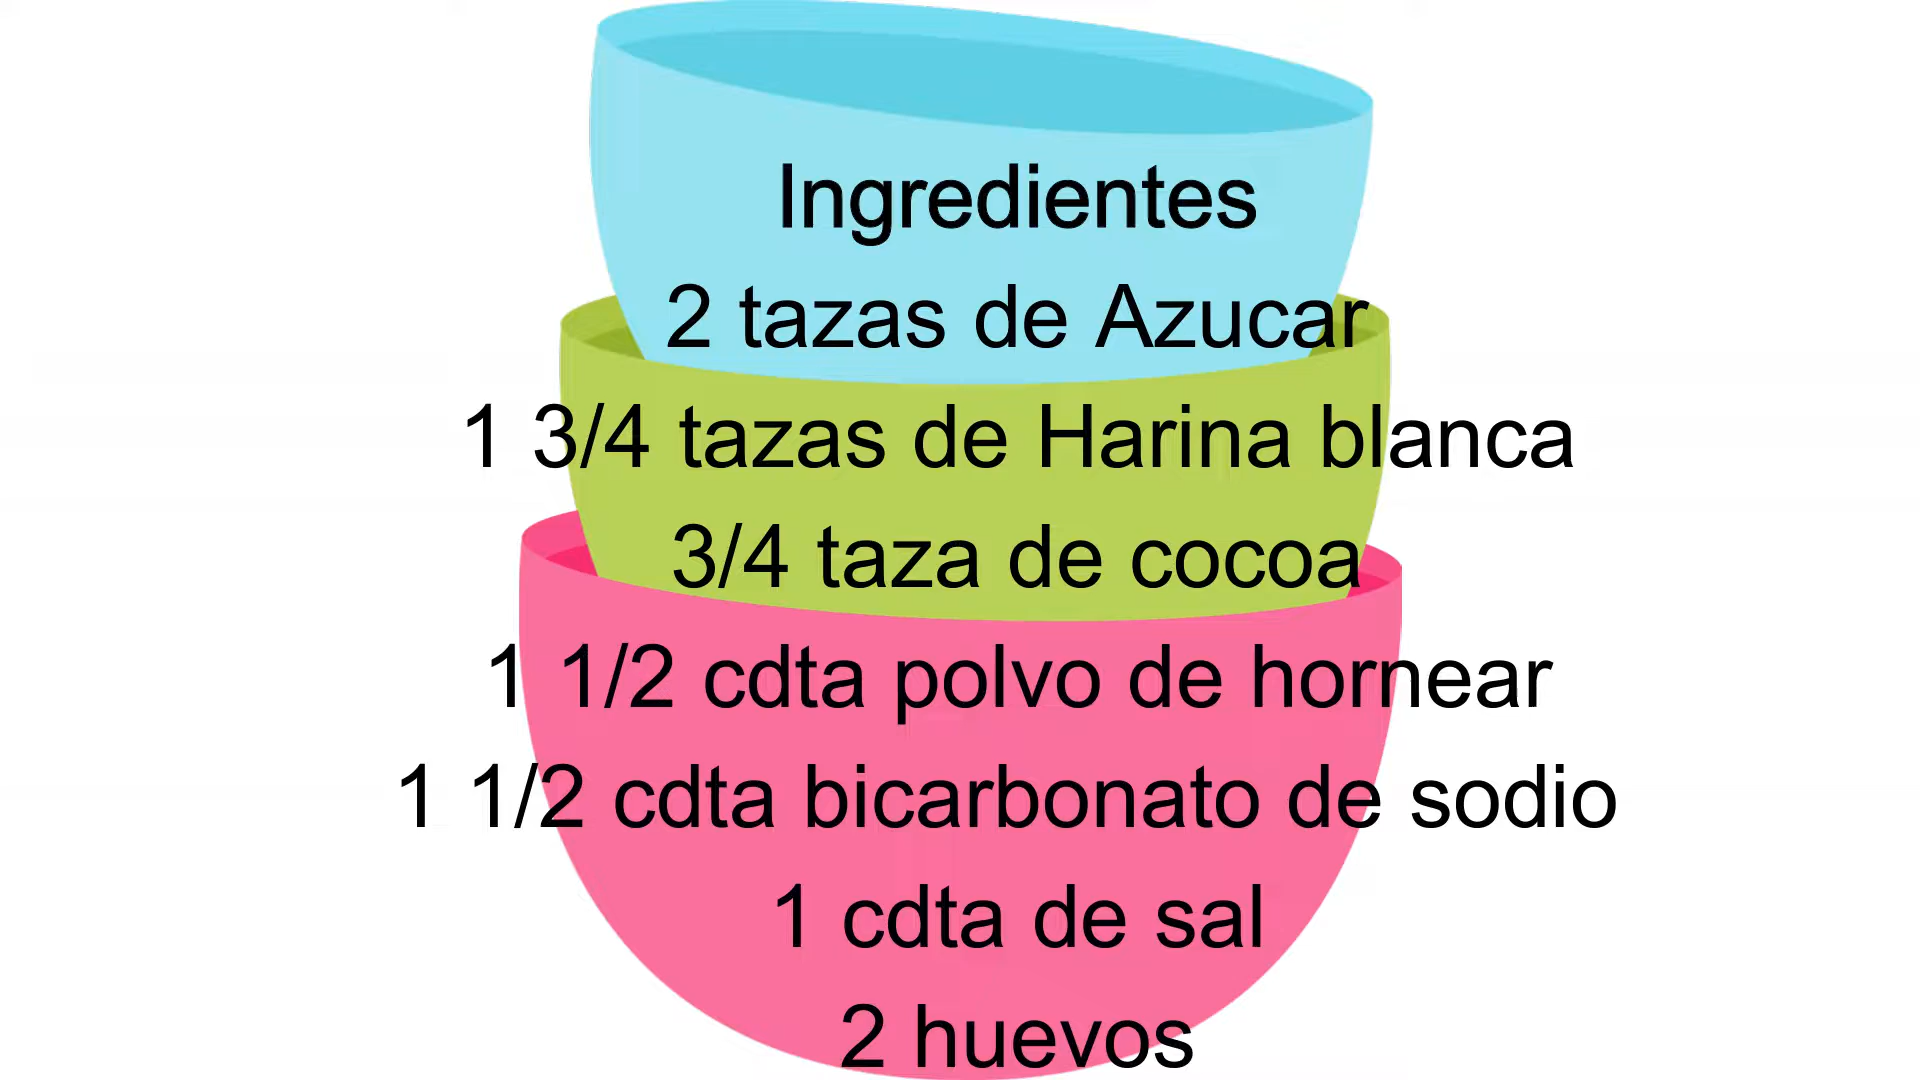 Ingredientes
2 tazas de Azucar
1 3/4 tazas de Harina blanca
3/4 taza de cocoa
1 1/2 cdta polvo de hornear
1 1/2 cdta bicarbonato de sodio
1 cdta de sal
2 huevos